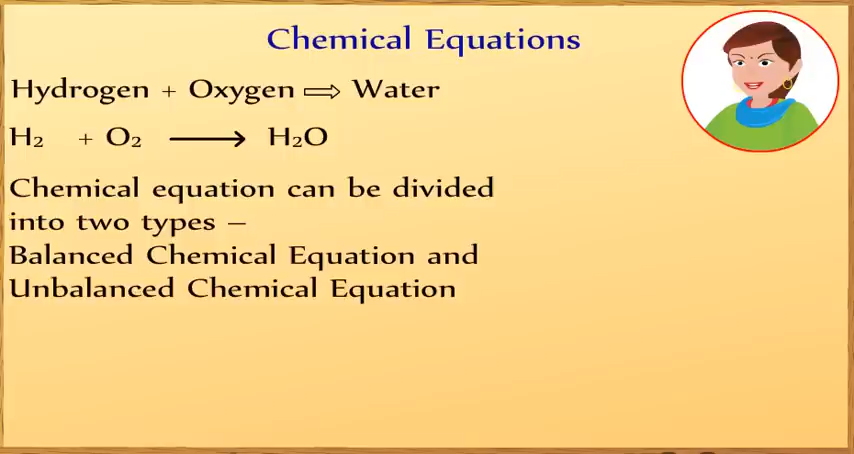 Chemical Equations
Hydrogen + Oxygen ⇨ Water
H₂ + O₂ ⟶ H₂O
Chemical equation can be divided
into two types –
Balanced Chemical Equation and
Unbalanced Chemical Equation